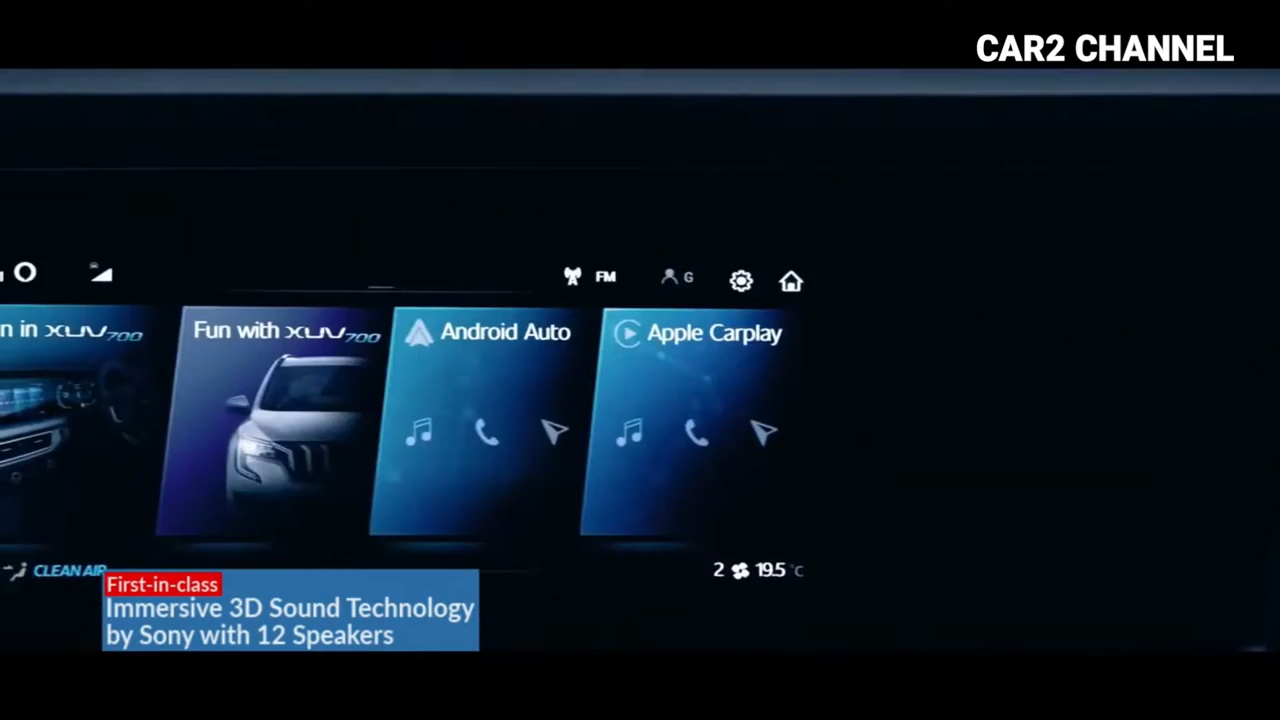 CAR2 CHANNEL
FM
G
n in XUV700
Fun with XUV700
Android Auto
Apple Carplay
CLEAN AIR
2
19.5 °C
First-in-class
Immersive 3D Sound Technology
by Sony with 12 Speakers